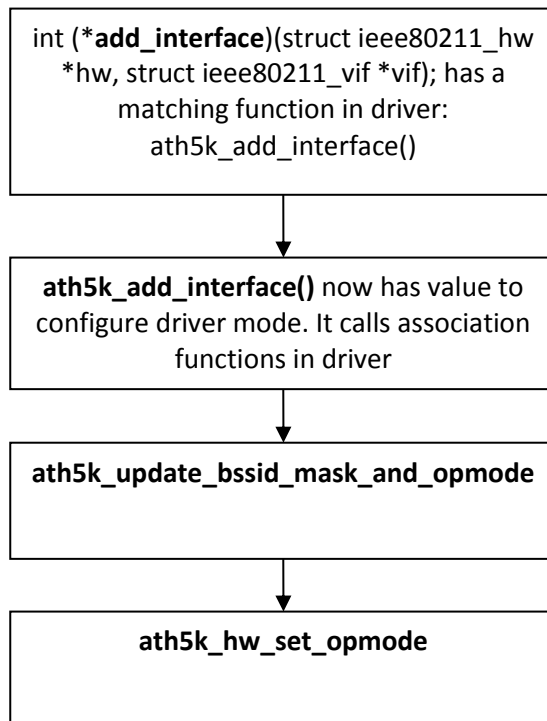 int (*add_interface)(struct ieee80211_hw
*hw, struct ieee80211_vif *vif); has a
matching function in driver:
ath5k_add_interface()
ath5k_add_interface() now has value to
configure driver mode. It calls association
functions in driver
ath5k_update_bssid_mask_and_opmode
ath5k_hw_set_opmode